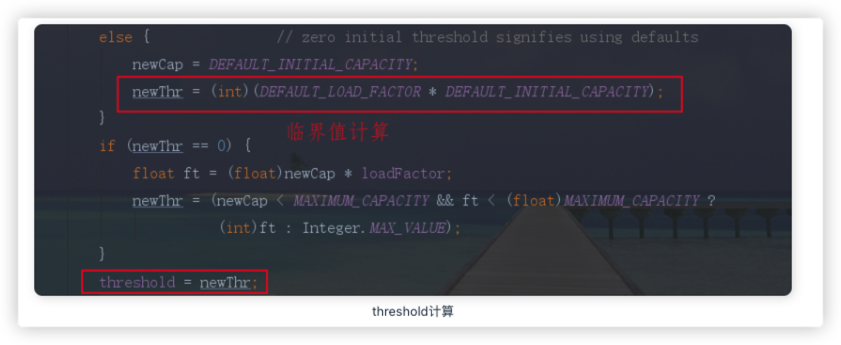 else {                // zero initial threshold signifies using defaults
    newCap = DEFAULT_INITIAL_CAPACITY;
    newThr = (int)(DEFAULT_LOAD_FACTOR * DEFAULT_INITIAL_CAPACITY);
}
临界值计算
if (newThr == 0) {
    float ft = (float)newCap * loadFactor;
    newThr = (newCap < MAXIMUM_CAPACITY && ft < (float)MAXIMUM_CAPACITY ?
              (int)ft : Integer.MAX_VALUE);
}
threshold = newThr;
threshold计算